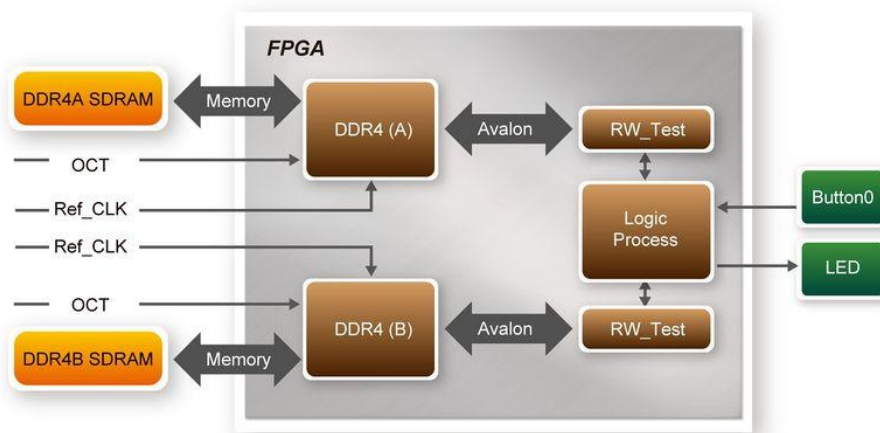 FPGA
DDR4A SDRAM
Memory
DDR4 (A)
Avalon
RW_Test
OCT
Ref_CLK
Logic
Process
Button0
Ref_CLK
LED
OCT
DDR4B SDRAM
Memory
DDR4 (B)
Avalon
RW_Test